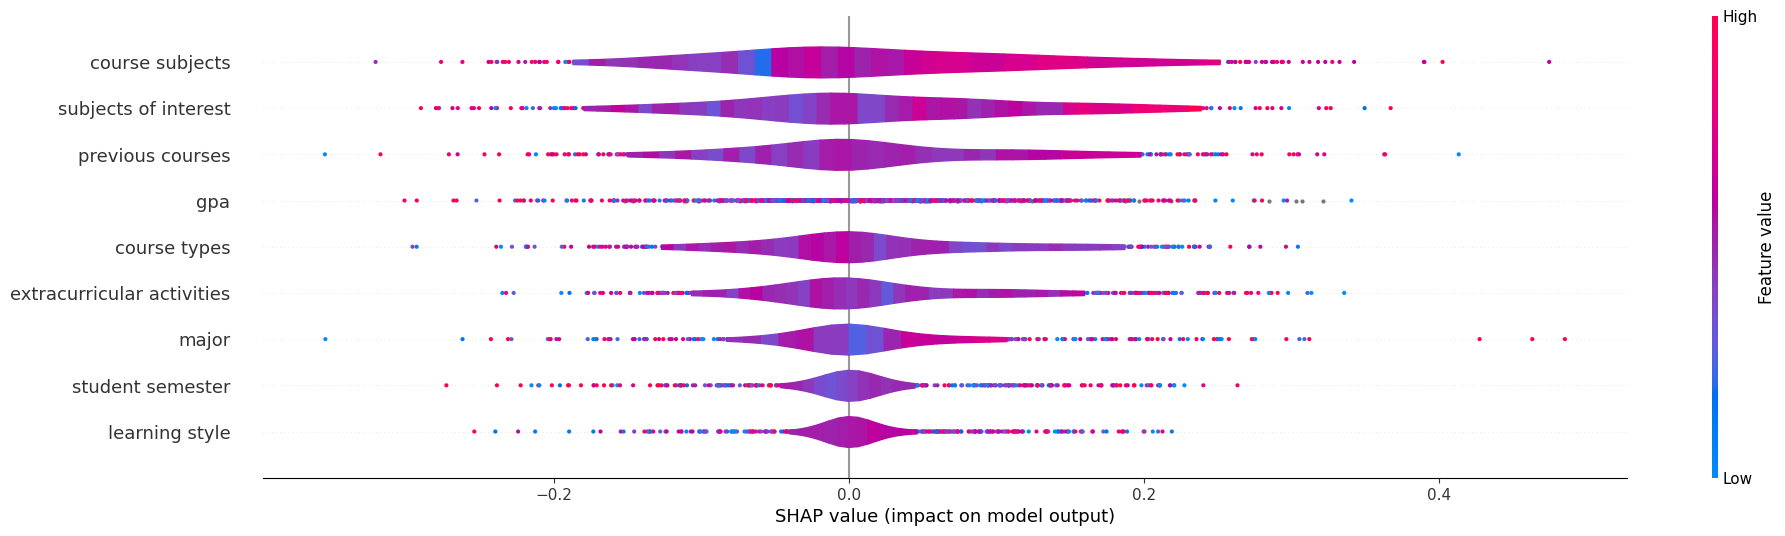 High
course subjects
subjects of interest
previous courses
gpa
course types
extracurricular activities
major
student semester
learning style
Feature value
Low
−0.2 0.0 0.2 0.4
SHAP value (impact on model output)